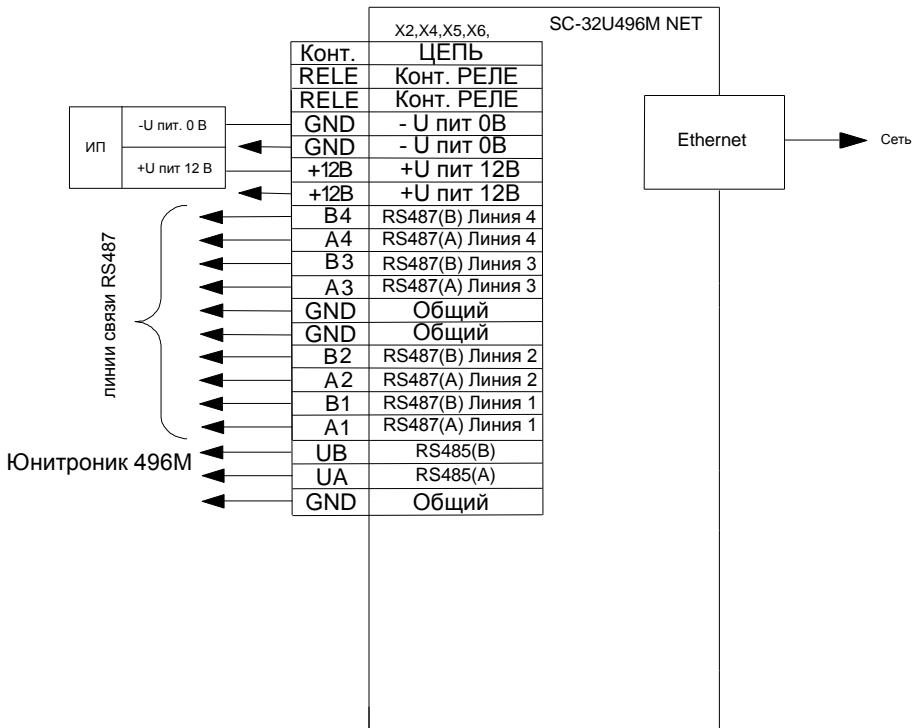 SC-32U496M NET
X2,X4,X5,X6,
Конт. ЦЕПЬ
RELE Конт. РЕЛЕ
RELE Конт. РЕЛЕ
GND - U пит 0В
GND - U пит 0В
+12В +U пит 12В
+12В +U пит 12В
B4 RS487(B) Линия 4
A4 RS487(A) Линия 4
B3 RS487(B) Линия 3
A3 RS487(A) Линия 3
GND Общий
GND Общий
B2 RS487(B) Линия 2
A2 RS487(A) Линия 2
B1 RS487(B) Линия 1
A1 RS487(A) Линия 1
UB RS485(B)
UA RS485(A)
GND Общий
ИП
-U пит. 0 В
+U пит 12 В
линии связи RS487
Юнитроник 496М
Ethernet
Сеть